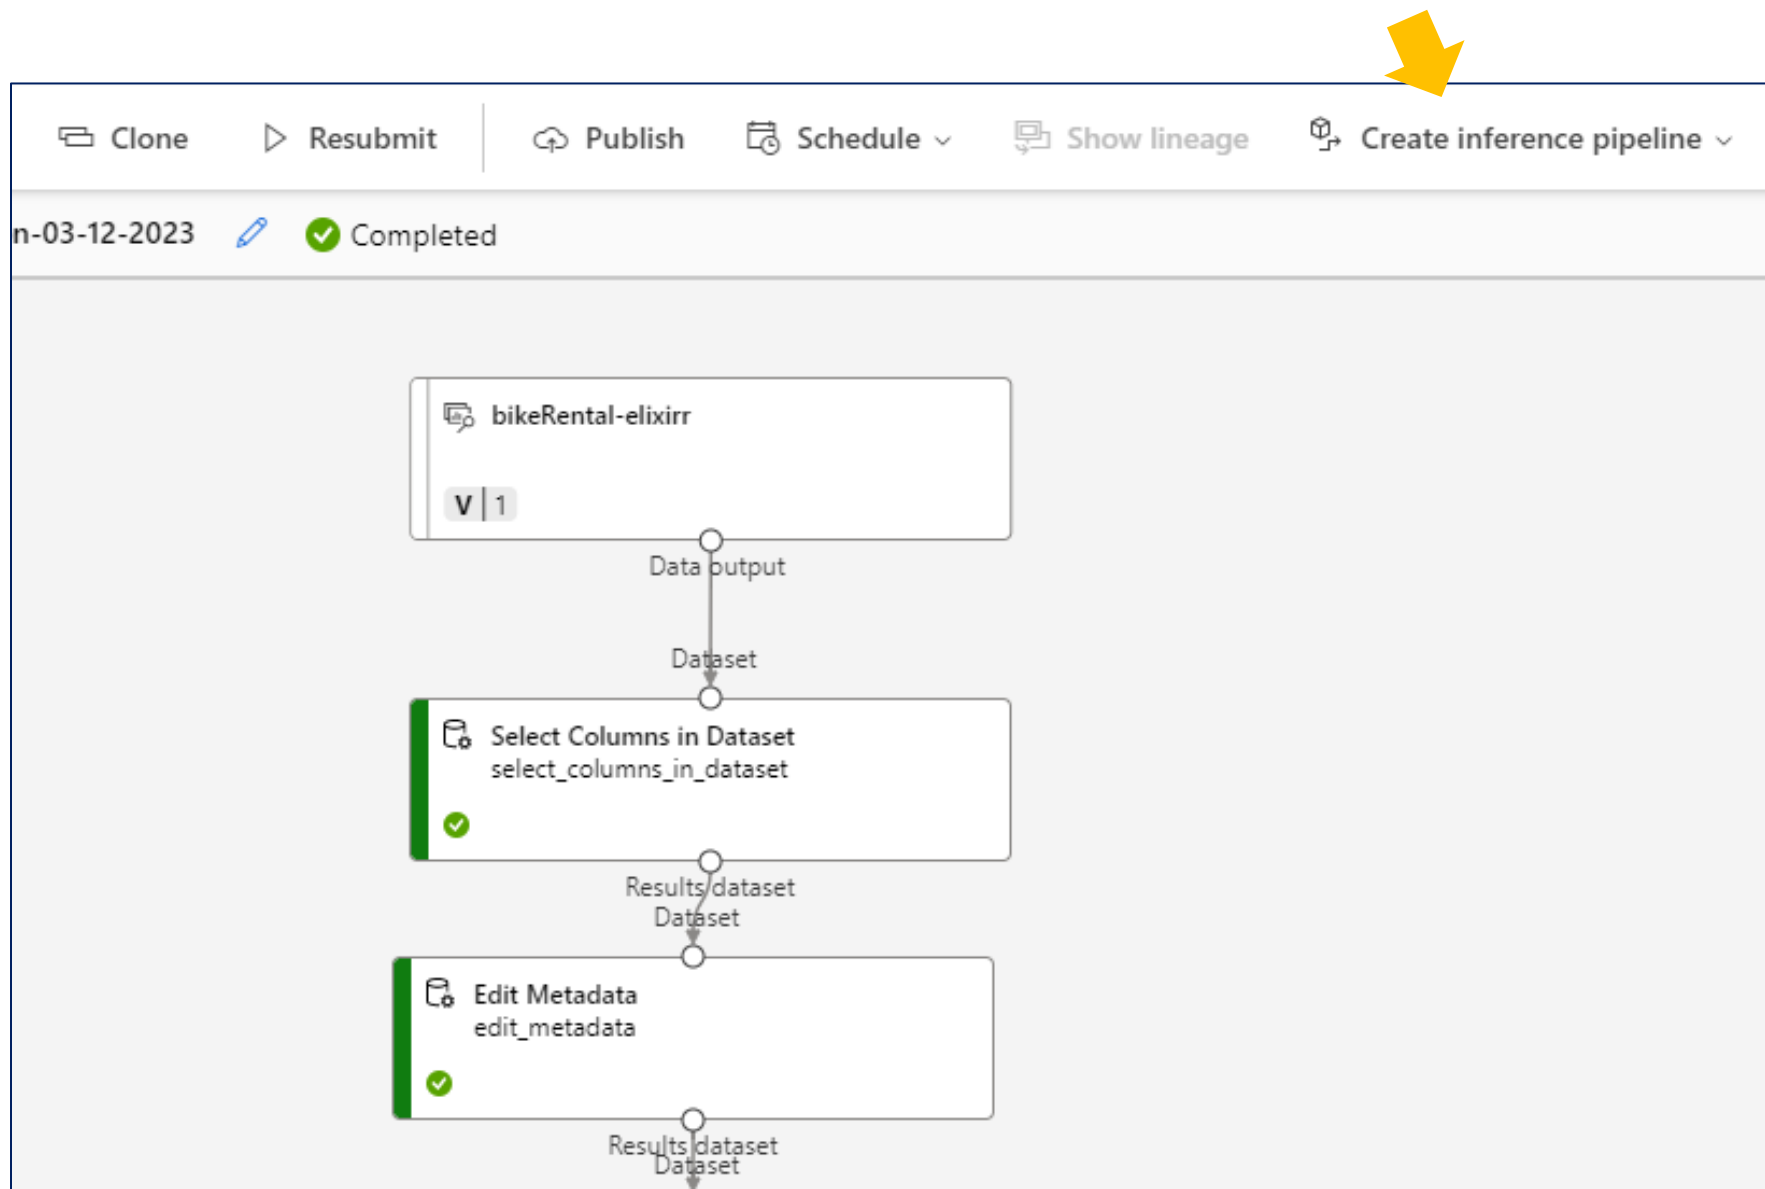 Clone Resubmit Publish Schedule Show lineage Create inference pipeline
n-03-12-2023 Completed
bikeRental-elixirr
V 1
Data output
Dataset
Select Columns in Dataset
select_columns_in_dataset
Results dataset
Dataset
Edit Metadata
edit_metadata
Results dataset
Dataset